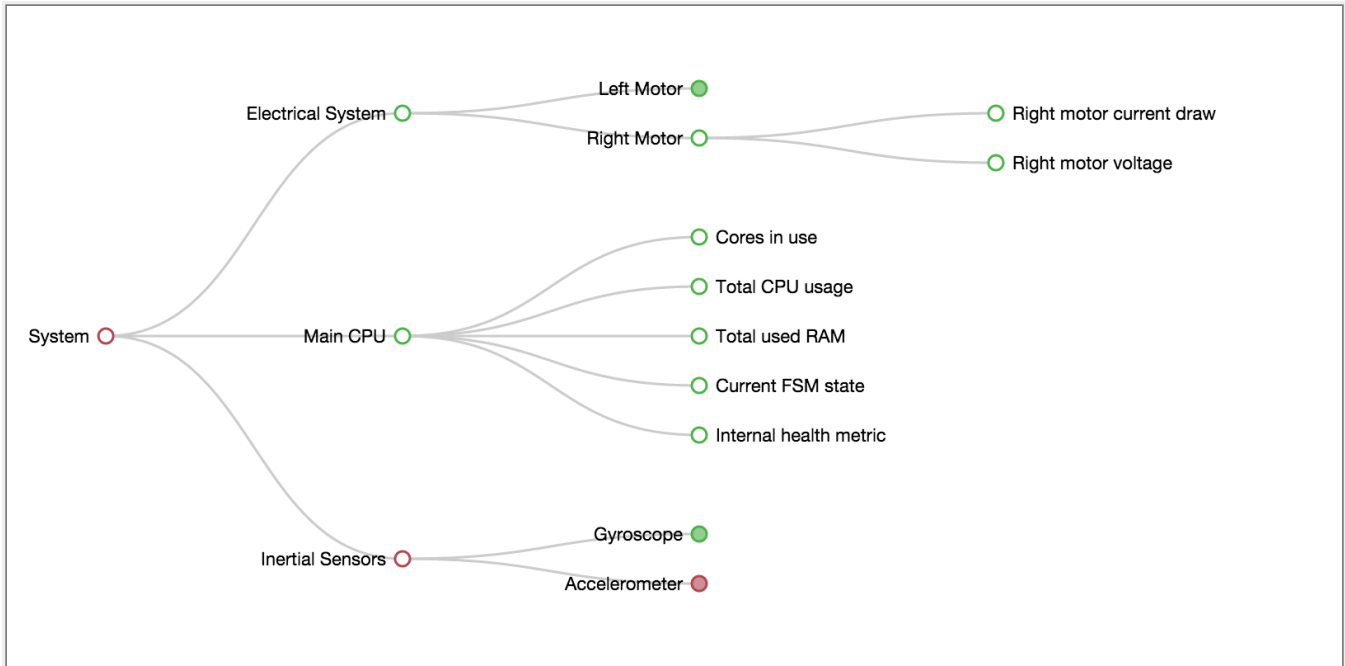 Left Motor
Electrical System
Right motor current draw
Right Motor
Right motor voltage
Cores in use
Total CPU usage
System
Main CPU
Total used RAM
Current FSM state
Internal health metric
Gyroscope
Inertial Sensors
Accelerometer